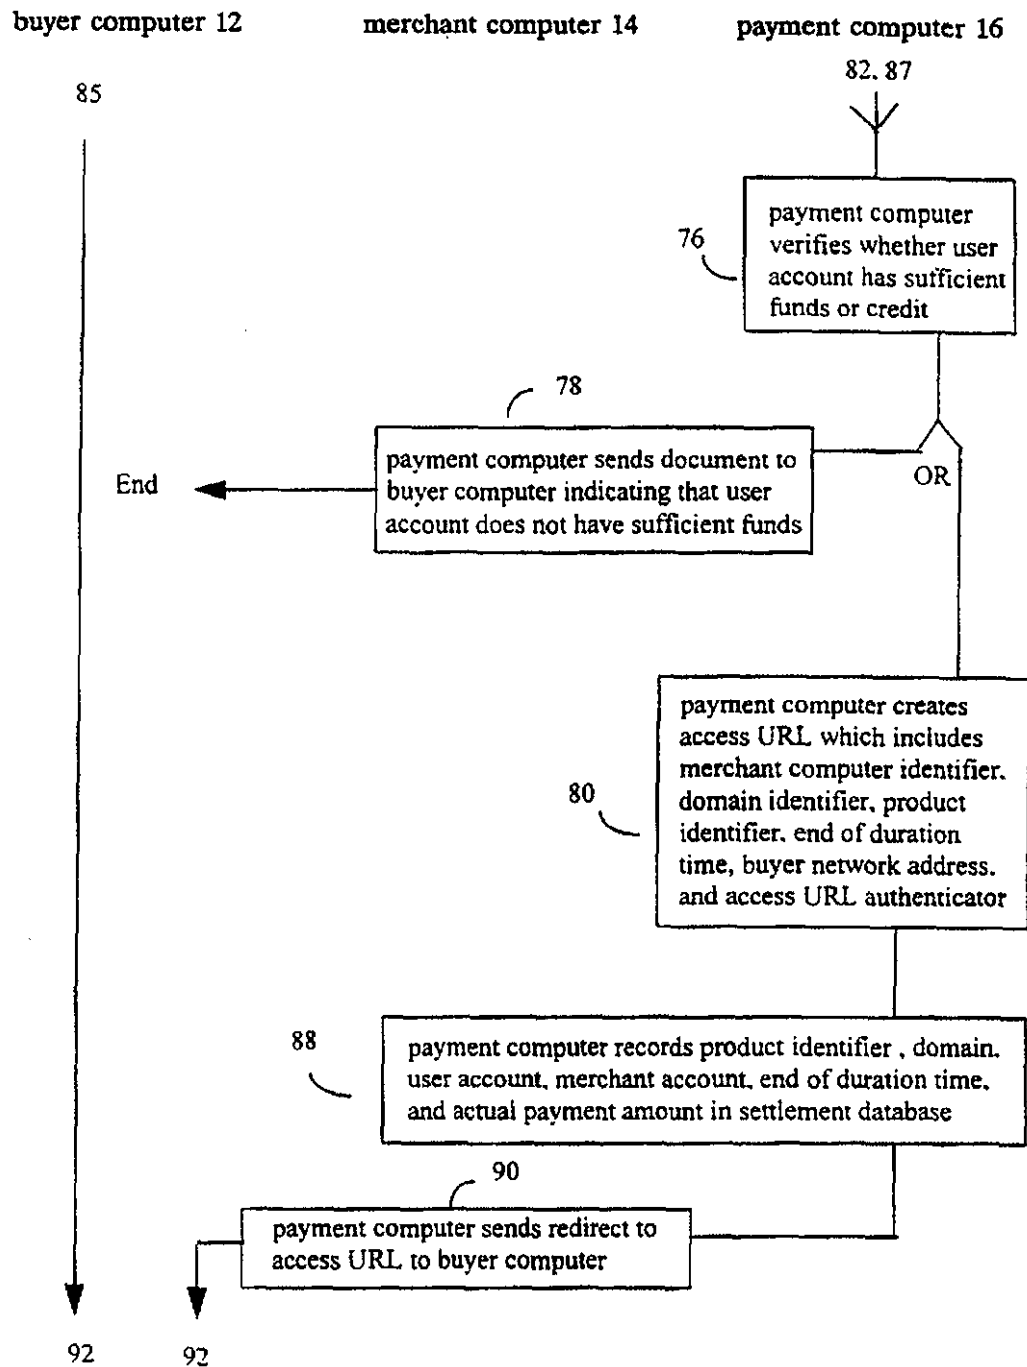 buyer computer 12
merchant computer 14
payment computer 16
82, 87
85
payment computer
verifies whether user
account has sufficient
funds or credit
76
78
payment computer sends document to
buyer computer indicating that user
account does not have sufficient funds
End
OR
payment computer creates
access URL which includes
merchant computer identifier,
domain identifier, product
identifier, end of duration
time, buyer network address,
and access URL authenticator
80
88
payment computer records product identifier , domain,
user account, merchant account, end of duration time,
and actual payment amount in settlement database
90
payment computer sends redirect to
access URL to buyer computer
92
92